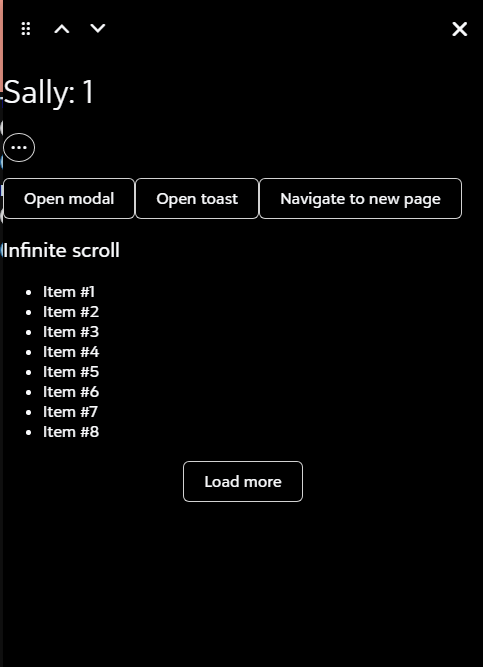 Sally: 1
Open modal Open toast Navigate to new page
Infinite scroll
Item #1
Item #2
Item #3
Item #4
Item #5
Item #6
Item #7
Item #8
Load more